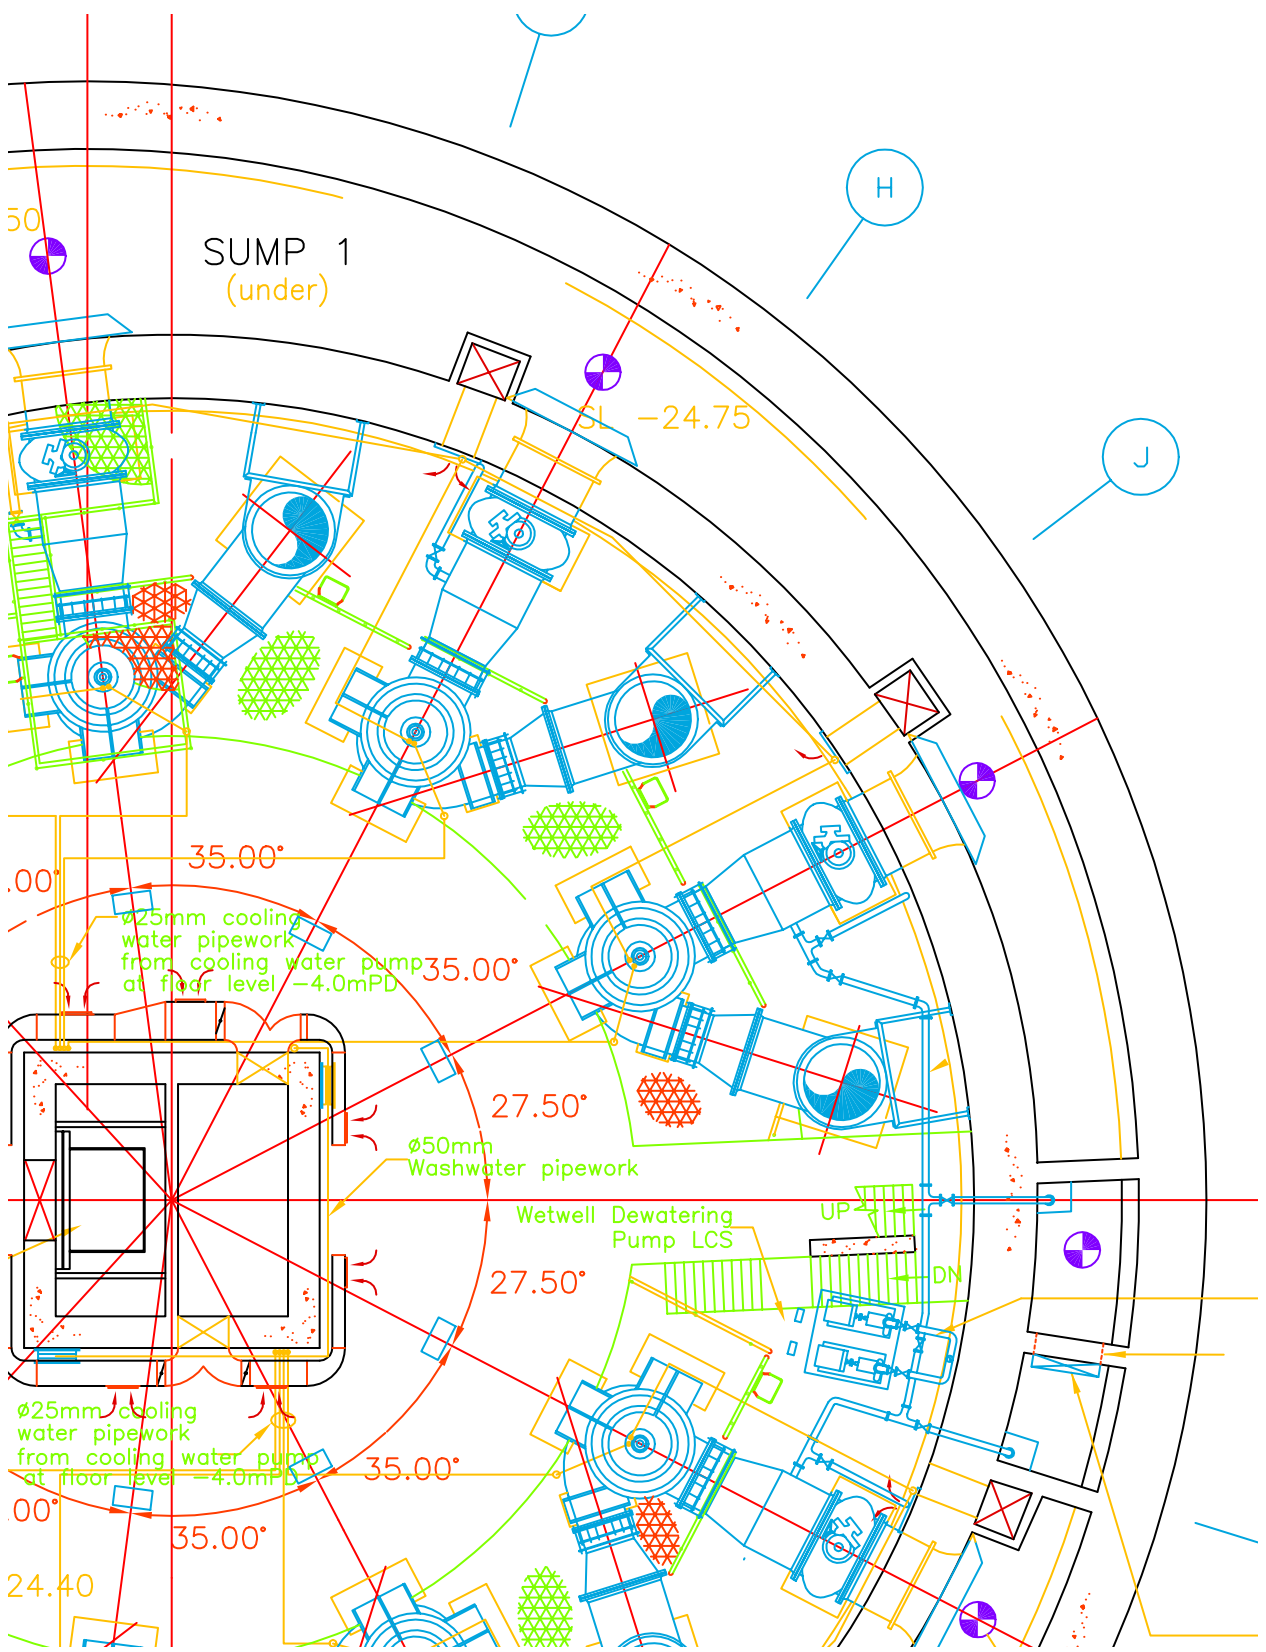 H
J
50
SUMP 1
(under)
SL -24.75
35.00°
.00°
ø25mm cooling
water pipework
from cooling water pump
at floor level -4.0mPD
35.00°
27.50°
ø50mm
Washwater pipework
Wetwell Dewatering
Pump LCS
UP
DN
27.50°
ø25mm cooling
water pipework
from cooling water pump
at floor level -4.0mPD
35.00°
.00°
35.00°
24.40